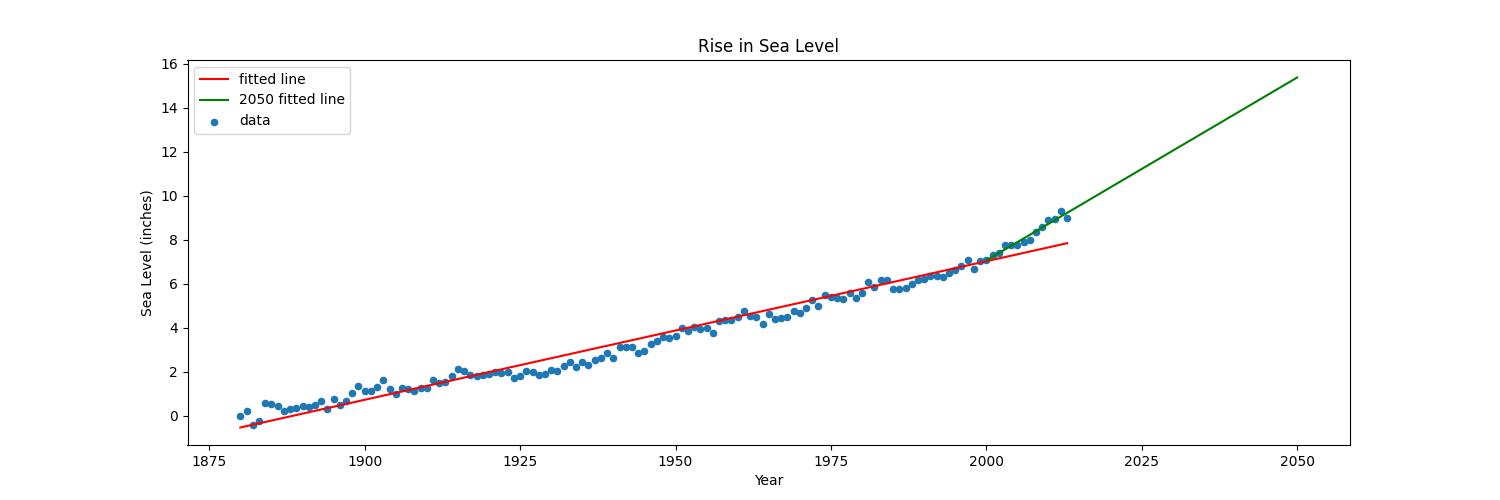 Rise in Sea Level
fitted line
2050 fitted line
data
Sea Level (inches)
16
14
12
10
8
6
4
2
0
1875 1900 1925 1950 1975 2000 2025 2050
Year